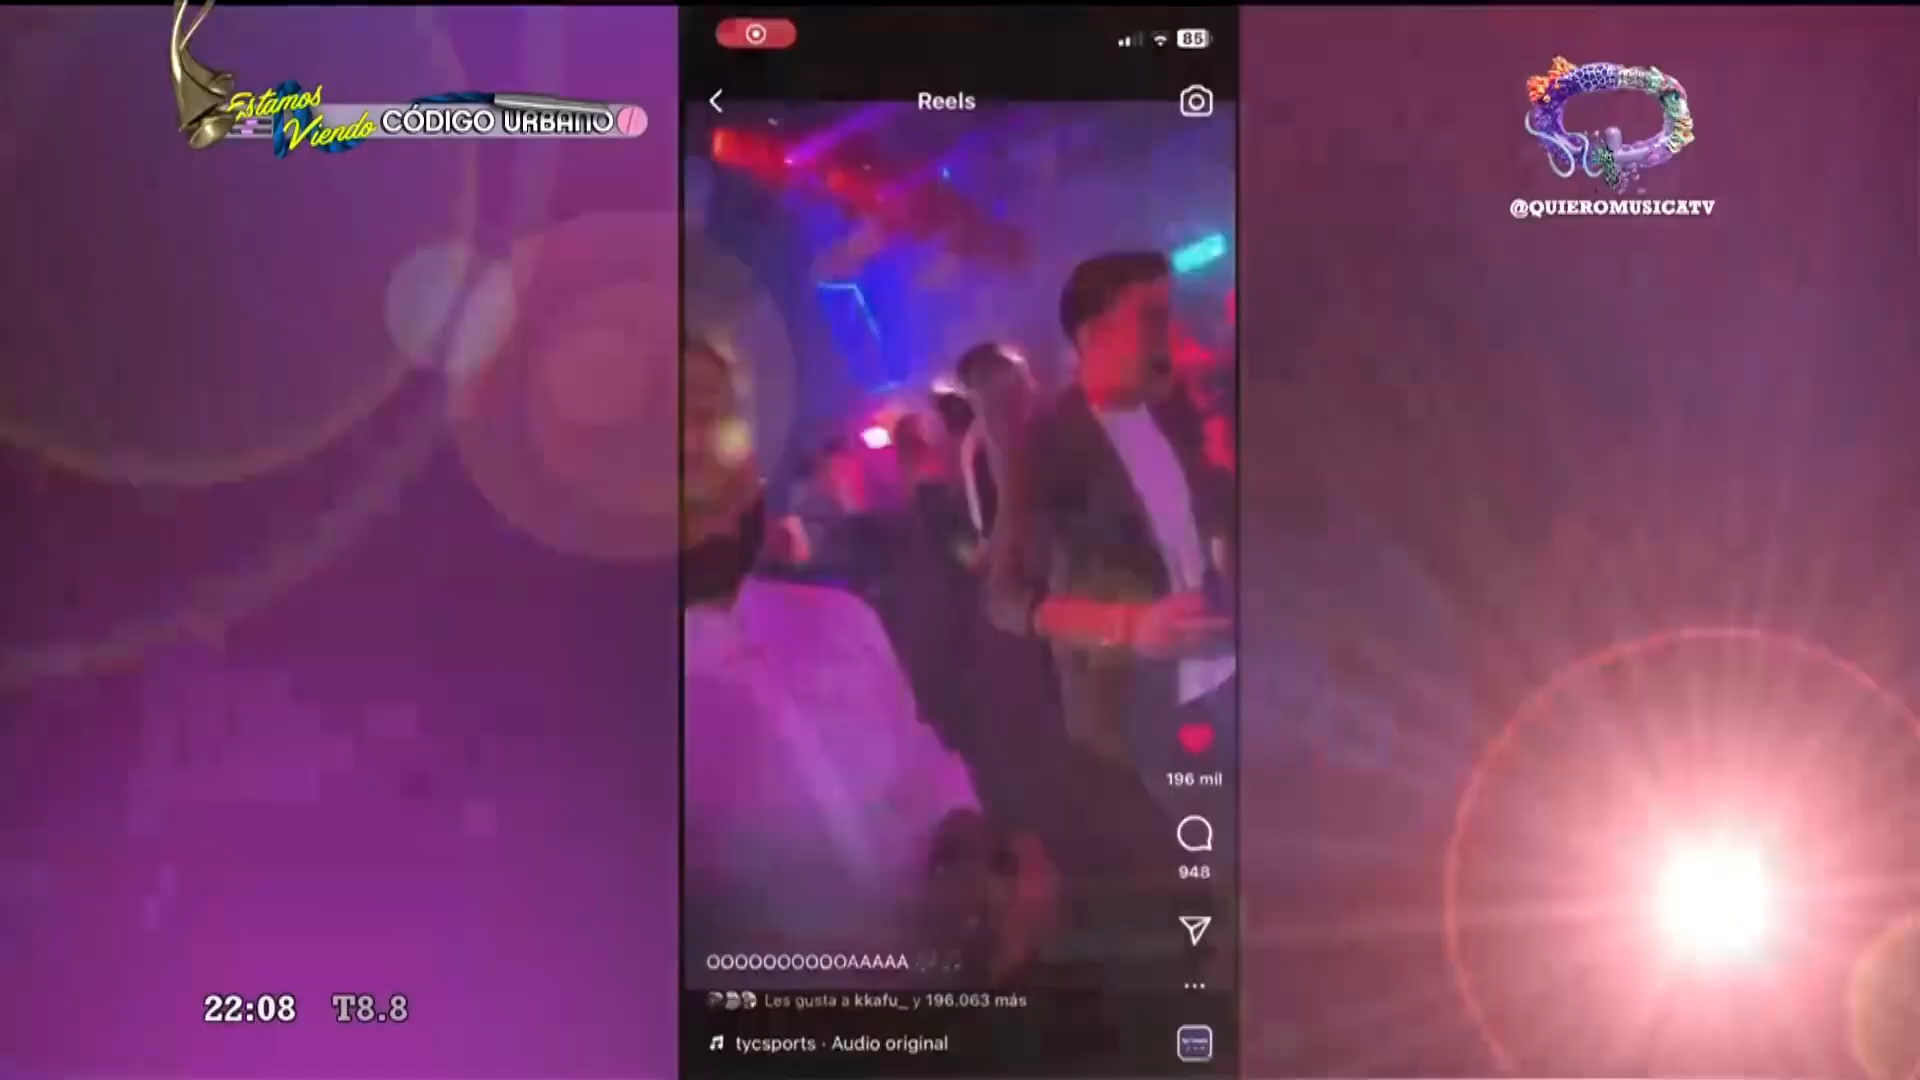 Estamos
Viendo CÓDIGO URBANO
85
Reels
@QUIEROMUSICATV
196 mil
948
OOOOOOOOOOAAAAA
Les gusta a kkafu_ y 196.063 más
tycsports · Audio original
22:08 T8.8